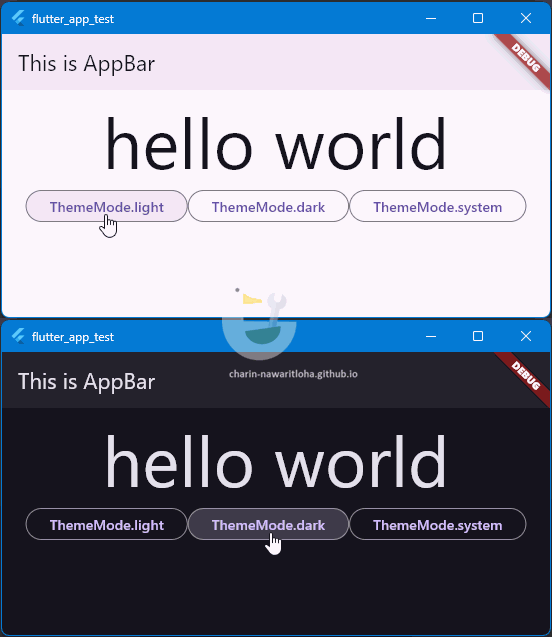 flutter_app_test
DEBUG
This is AppBar
hello world
ThemeMode.light ThemeMode.dark ThemeMode.system
flutter_app_test
charin-nawaritloha.github.io
DEBUG
This is AppBar
hello world
ThemeMode.light ThemeMode.dark ThemeMode.system